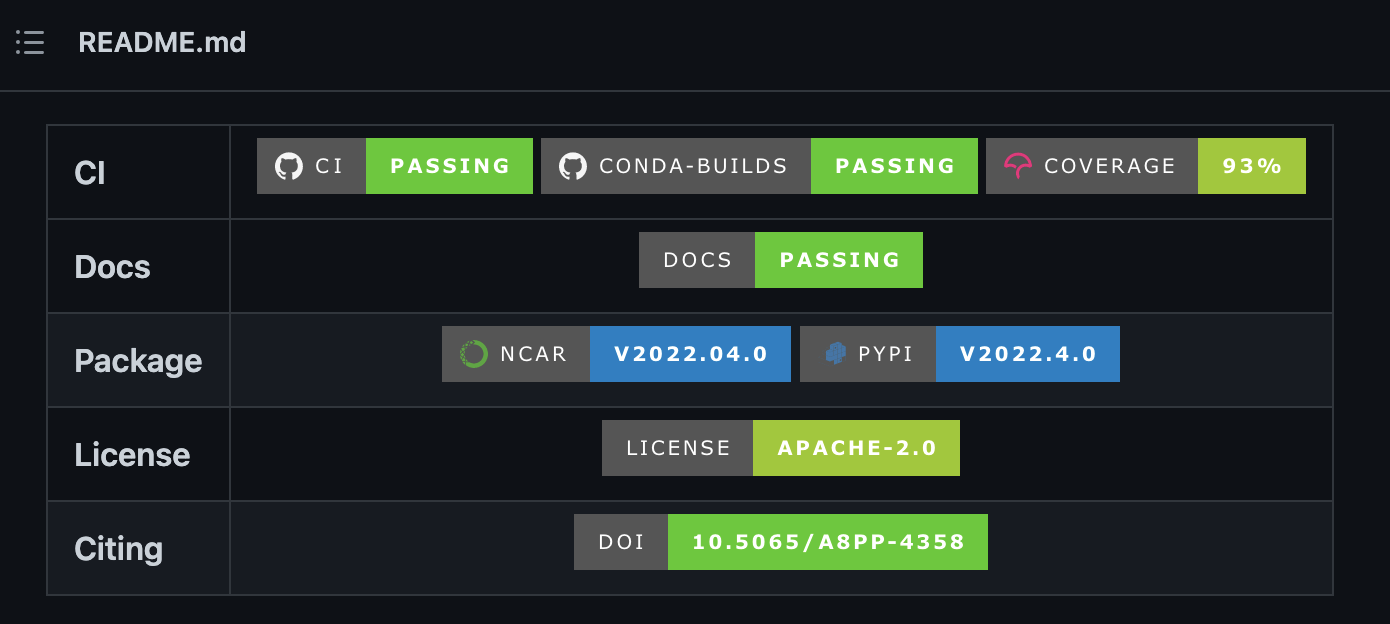 README.md
CI CI PASSING CONDA-BUILDS PASSING COVERAGE 93%
Docs DOCS PASSING
Package NCAR V2022.04.0 PYPI V2022.4.0
License LICENSE APACHE-2.0
Citing DOI 10.5065/A8PP-4358